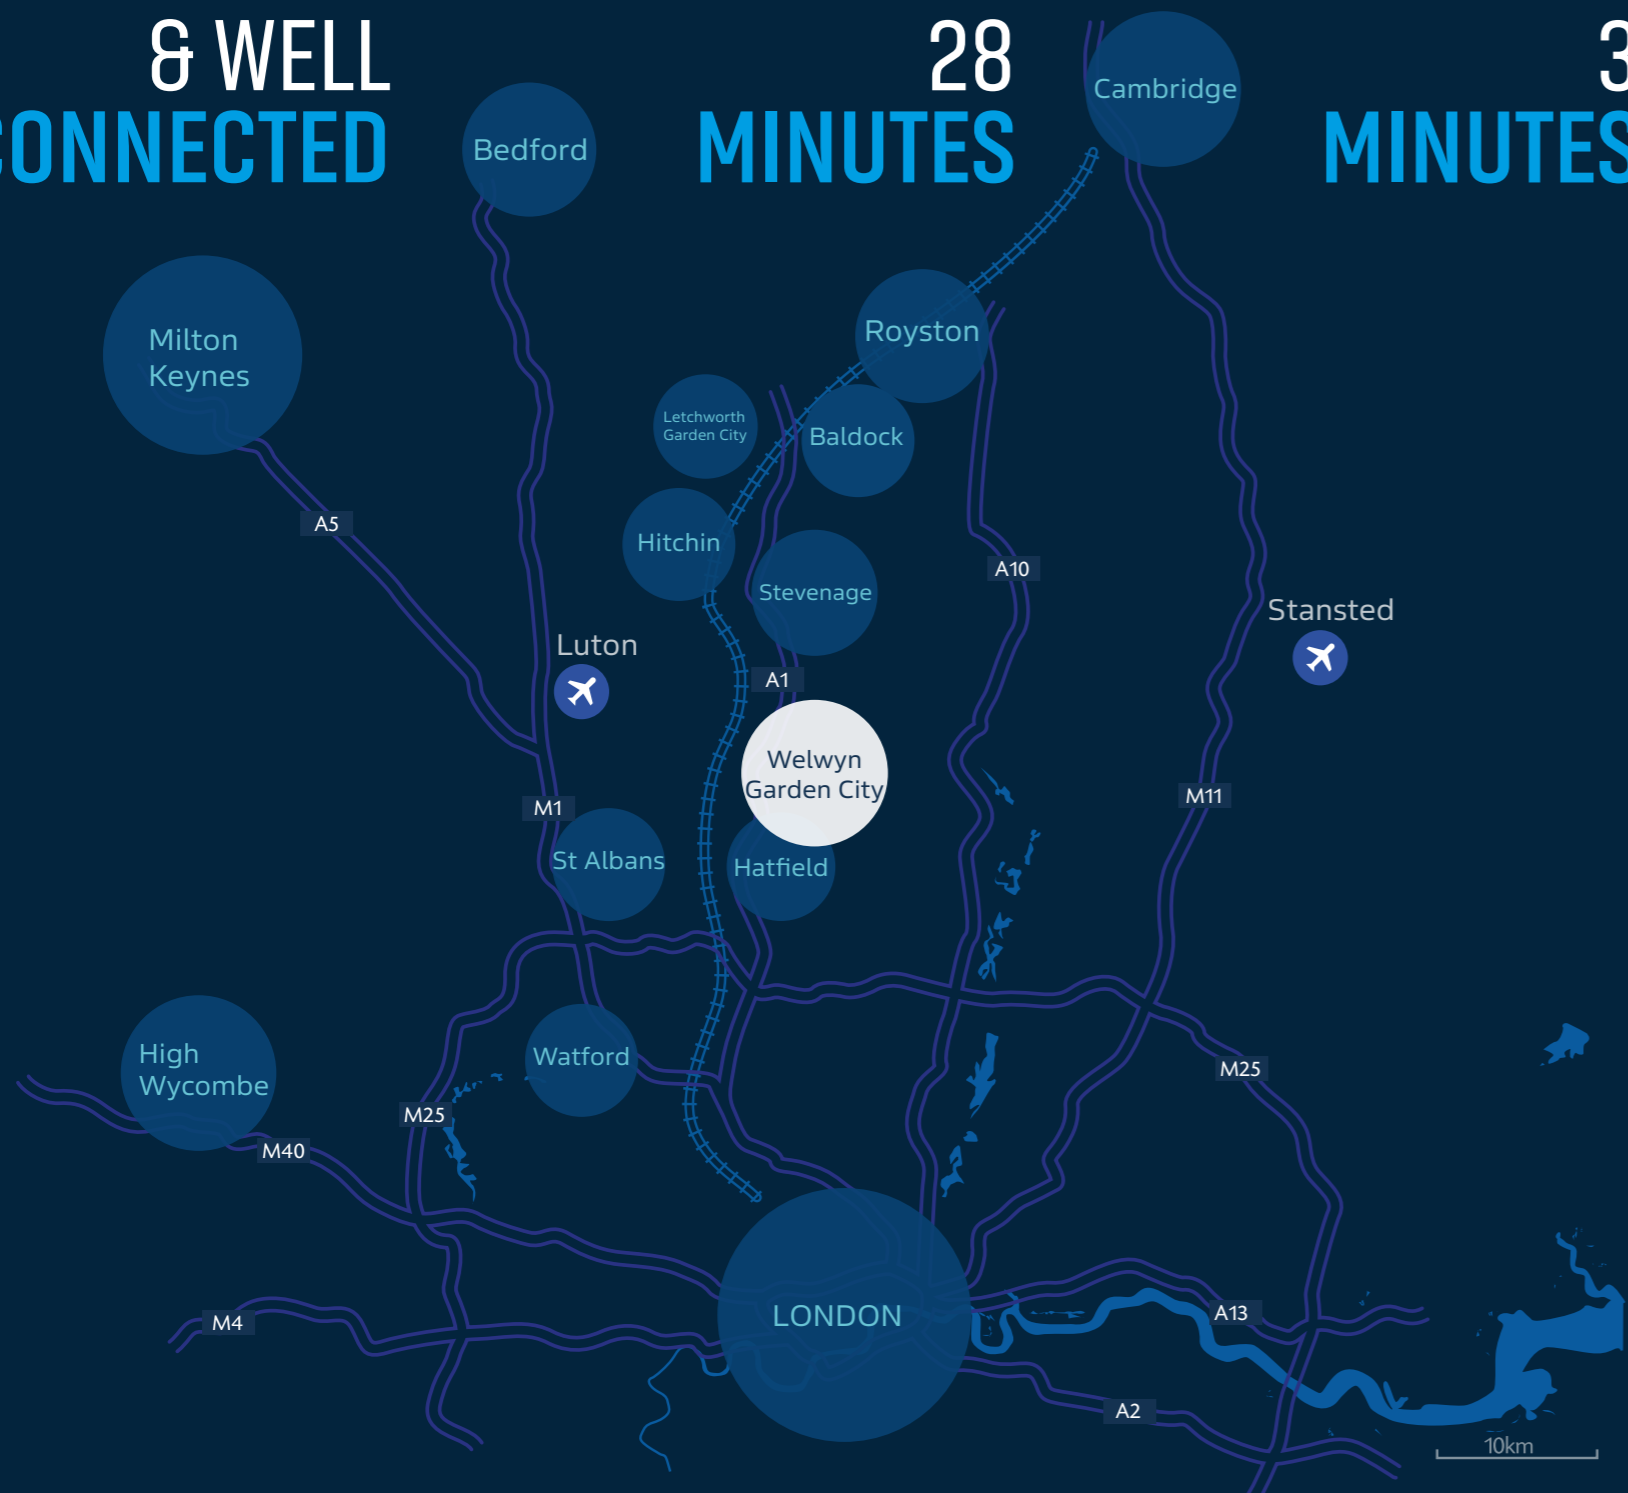 & WELL
CONNECTED
28
MINUTES
3
MINUTES
Cambridge
Bedford
Milton
Keynes
Royston
Letchworth
Garden City
Baldock
A5
Hitchin
A10
Stevenage
Stansted
Luton
A1
Welwyn
Garden City
M1
M11
St Albans
Hatfield
High
Wycombe
Watford
M25
M25
M40
LONDON
M4
A13
A2
10km